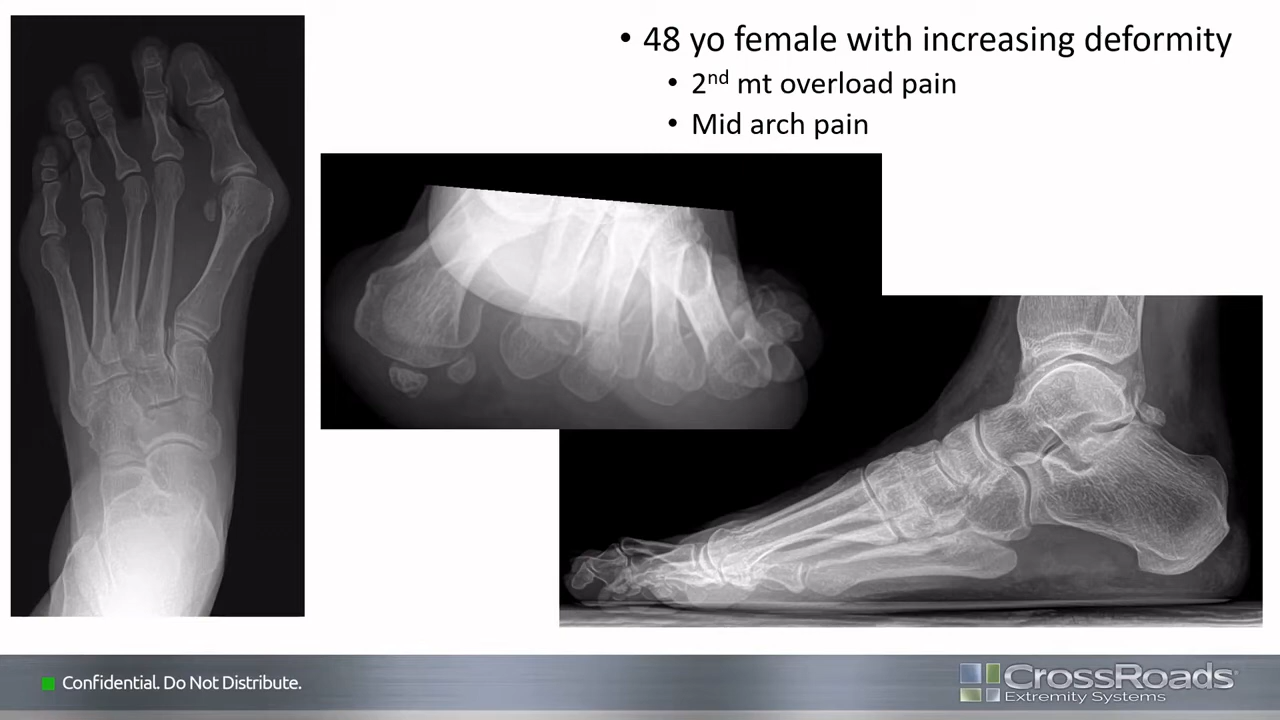 • 48 yo female with increasing deformity
• 2nd mt overload pain
• Mid arch pain
Confidential. Do Not Distribute.
CrossRoads
Extremity Systems